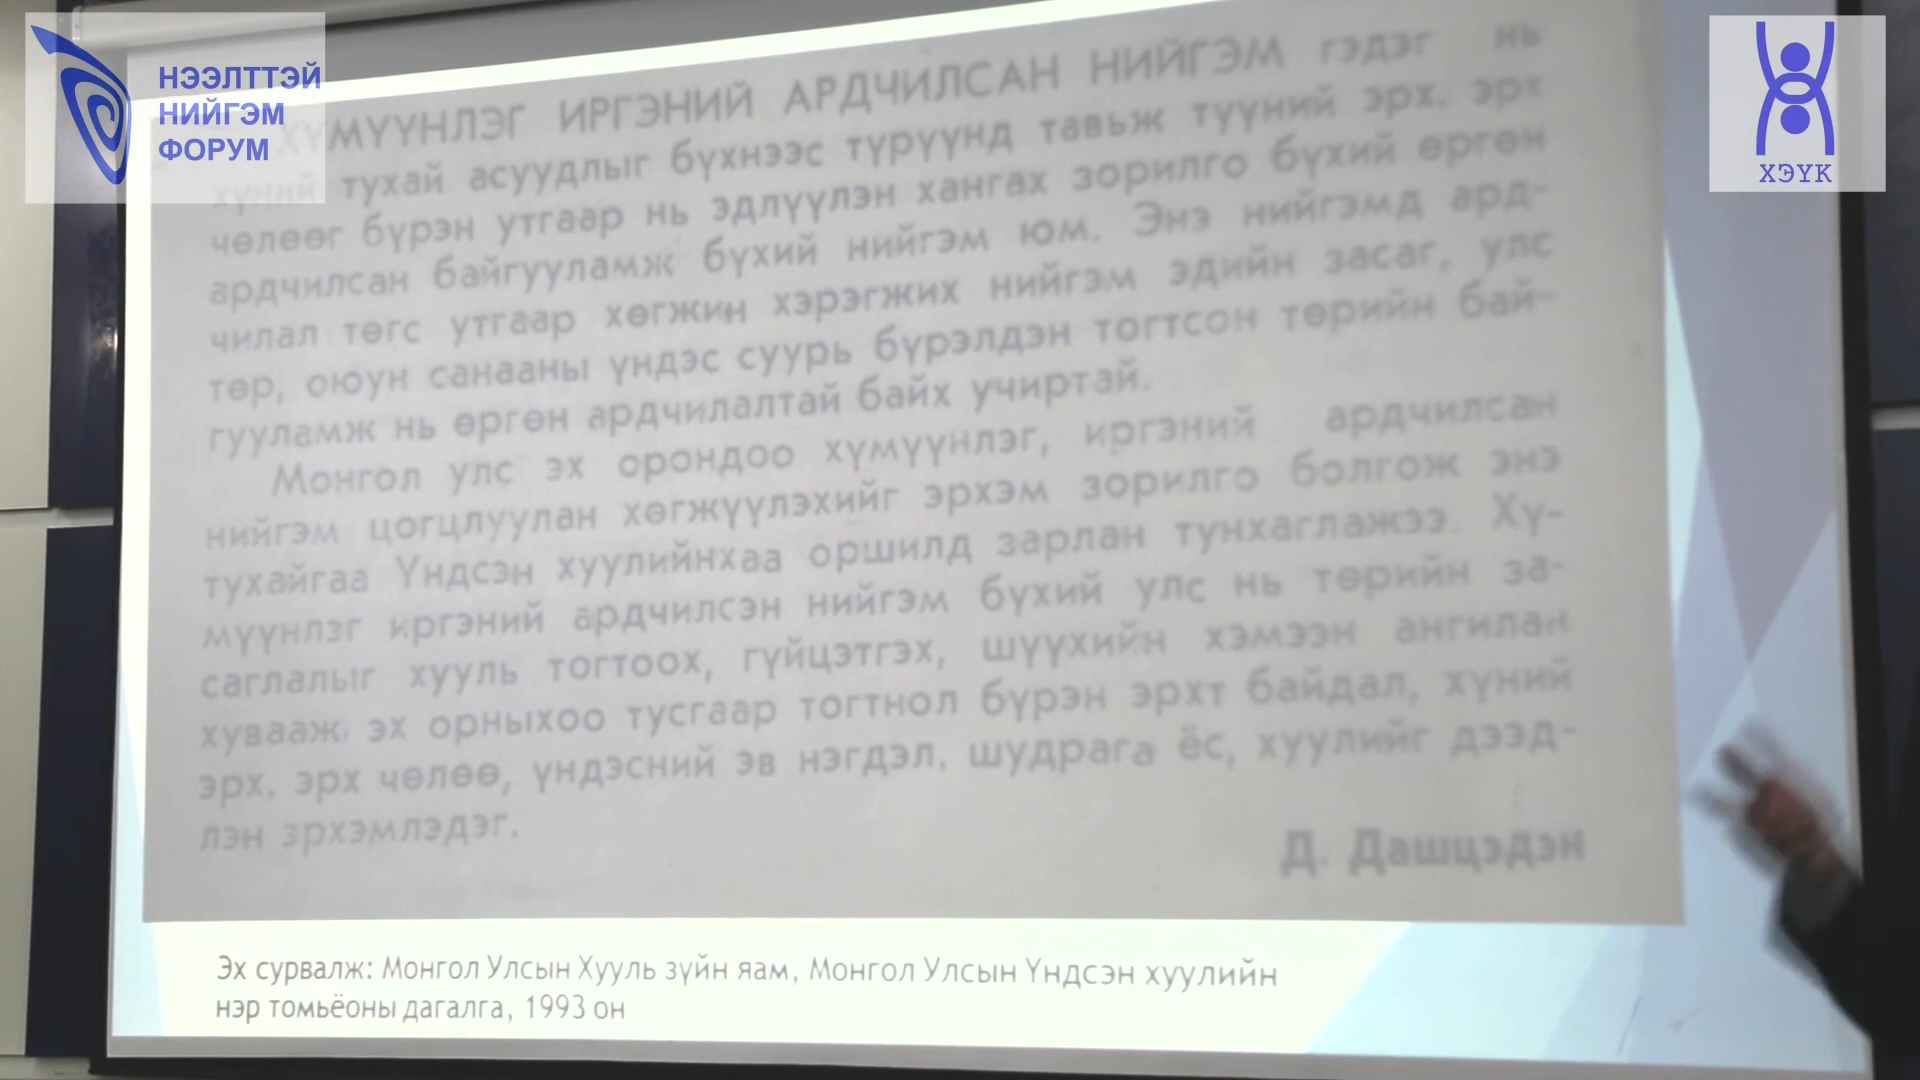 НЭЭЛТТЭЙ
НИЙГЭМ
ФОРУМ
ХЭҮК
ХҮМҮҮНЛЭГ ИРГЭНИЙ АРДЧИЛСАН НИЙГЭМ гэдэг нь
хүний тухай асуудлыг бүхнээс түрүүнд тавьж түүний эрх, эрх
чөлөөг бүрэн утгаар нь эдлүүлэн хангах зорилго бүхий өргөн
ардчилсан байгууламж бүхий нийгэм юм. Энэ нийгэмд ард-
чилал төгс утгаар хөгжин хэрэгжих нийгэм эдийн засаг, улс
төр, оюун санааны үндэс суурь бүрэлдэн тогтсон төрийн бай-
гууламж нь өргөн ардчилалтай байх учиртай.
Монгол улс эх орондоо хүмүүнлэг, иргэний ардчилсан
нийгэм цогцлуулан хөгжүүлэхийг эрхэм зорилго болгож энэ
тухайгаа Үндсэн хуулийнхаа оршилд зарлан тунхаглажээ. Хү-
мүүнлэг иргэний ардчилсэн нийгэм бүхий улс нь төрийн за-
саглалыг хууль тогтоох, гүйцэтгэх, шүүхийн хэмээн ангилан
хувааж, эх орныхоо тусгаар тогтнол бүрэн эрхт байдал, хүний
эрх, эрх чөлөө, үндэсний эв нэгдэл, шудрага ёс, хуулийг дээд-
лэн эрхэмлэдэг.
Д. Дашцэдэн
Эх сурвалж: Монгол Улсын Хууль зүйн яам, Монгол Улсын Үндсэн хуулийн
нэр томьёоны дагалга, 1993 он